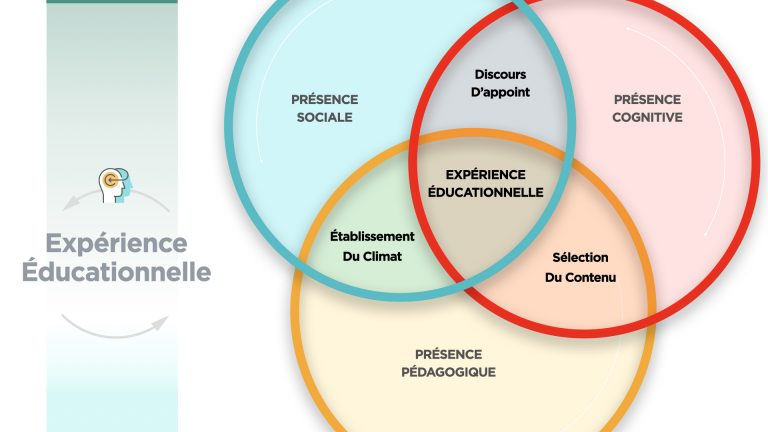 Expérience
Éducationnelle
PRÉSENCE
SOCIALE
Discours
D’appoint
PRÉSENCE
COGNITIVE
EXPÉRIENCE
ÉDUCATIONNELLE
Établissement
Du Climat
Sélection
Du Contenu
PRÉSENCE
PÉDAGOGIQUE